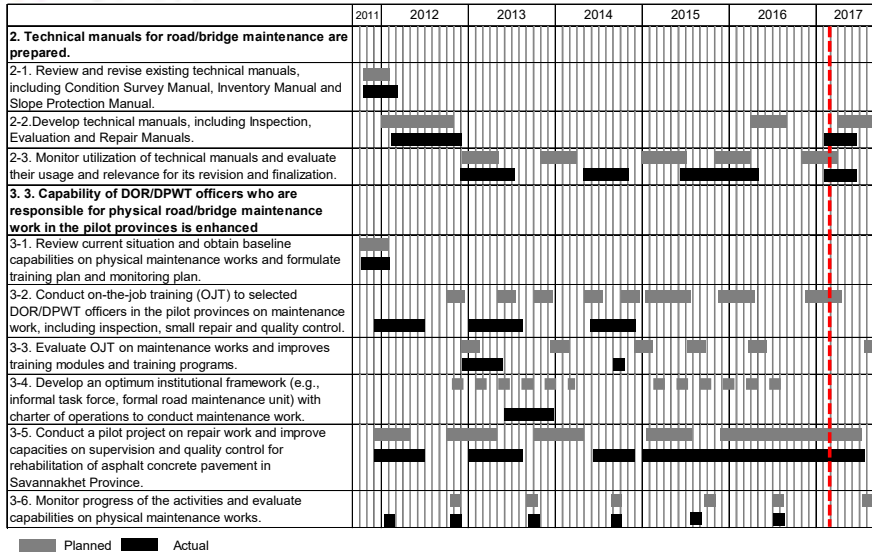 2011 2012 2013 2014 2015 2016 2017
2. Technical manuals for road/bridge maintenance are
prepared.
2-1. Review and revise existing technical manuals,
including Condition Survey Manual, Inventory Manual and
Slope Protection Manual.
2-2.Develop technical manuals, including Inspection,
Evaluation and Repair Manuals.
2-3. Monitor utilization of technical manuals and evaluate
their usage and relevance for its revision and finalization.
3. 3. Capability of DOR/DPWT officers who are
responsible for physical road/bridge maintenance
work in the pilot provinces is enhanced
3-1. Review current situation and obtain baseline
capabilities on physical maintenance works and formulate
training plan and monitoring plan.
3-2. Conduct on-the-job training (OJT) to selected
DOR/DPWT officers in the pilot provinces on maintenance
work, including inspection, small repair and quality control.
3-3. Evaluate OJT on maintenance works and improves
training modules and training programs.
3-4. Develop an optimum institutional framework (e.g.,
informal task force, formal road maintenance unit) with
charter of operations to conduct maintenance work.
3-5. Conduct a pilot project on repair work and improve
capacities on supervision and quality control for
rehabilitation of asphalt concrete pavement in
Savannakhet Province.
3-6. Monitor progress of the activities and evaluate
capabilities on physical maintenance works.
Planned Actual